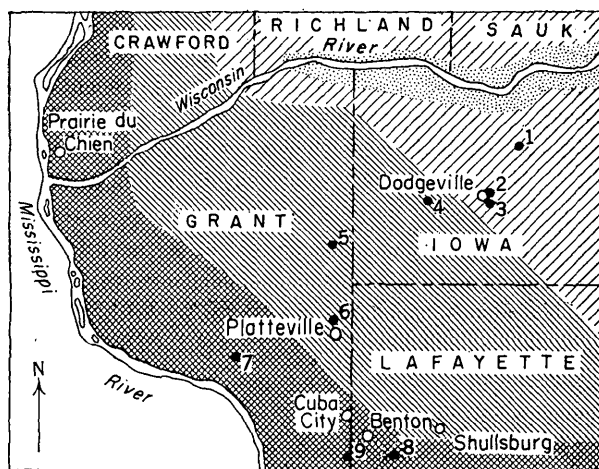 RICHLAND
SAUK
CRAWFORD
River
Wisconsin
Prairie du
Chien
1
Dodgeville
2
3
4
Mississippi
GRANT
5
IOWA
6
Platteville
N
7
LAFAYETTE
River
Cuba
City
Benton
Shullsburg
9
8